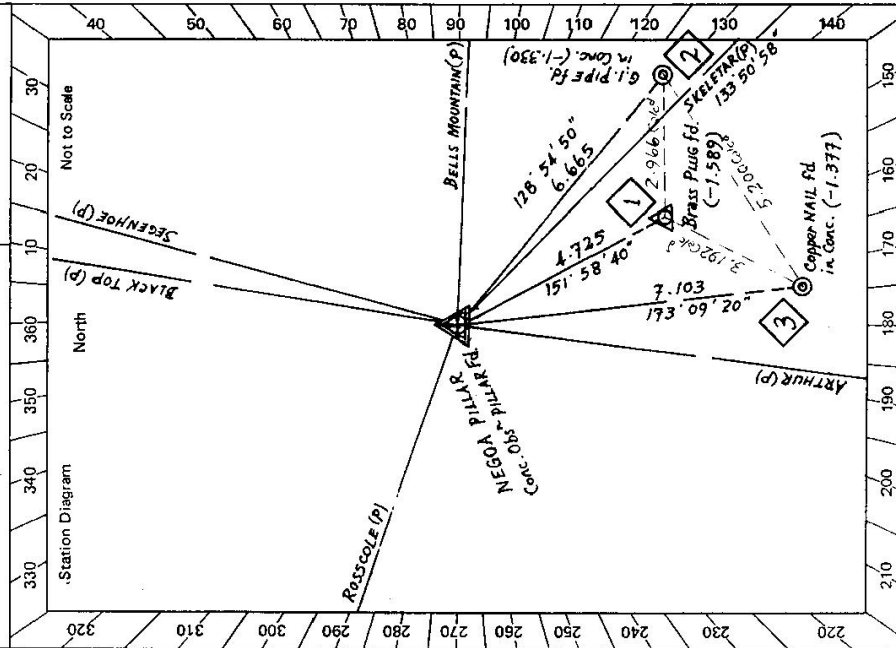 Station Diagram
North
Not to Scale
330
340
350
360
10
20
30
40
90
100
110
120
130
140
150
160
170
180
190
200
210
220
230
240
250
260
270
280
290
300
310
320
BLACK TOP (P)
SEGENHOE (P)
BELLS MOUNTAIN (P)
ROSSCOLE (P)
NEGOA PILLAR
Conc. Obs ~ PILLAR Fd.
128° 54' 50"
6.665
G.I. PIPE fd.
in Conc. (-1.330)
2
SKELETAR (P)
133° 50' 58"
1
2.966 Calcd
Brass PLUG fd.
(-1.589)
4.725
151° 58' 40"
3.192 Calcd
5.200 Calcd
7.103
173° 09' 20"
3
Copper NAIL fd.
in Conc. (-1.377)
ARTHUR (P)